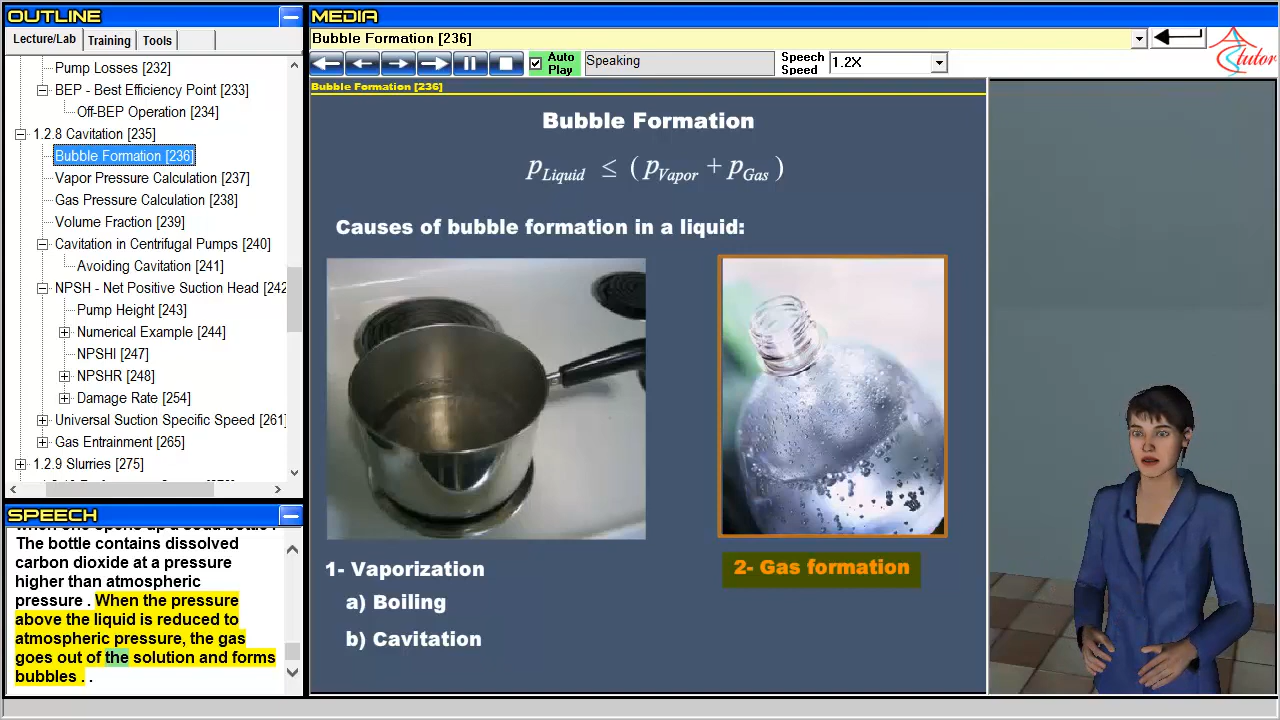 OUTLINE
Lecture/Lab
Training
Tools
Pump Losses [232]
BEP - Best Efficiency Point [233]
Off-BEP Operation [234]
1.2.8 Cavitation [235]
Bubble Formation [236]
Vapor Pressure Calculation [237]
Gas Pressure Calculation [238]
Volume Fraction [239]
Cavitation in Centrifugal Pumps [240]
Avoiding Cavitation [241]
NPSH - Net Positive Suction Head [242
Pump Height [243]
Numerical Example [244]
NPSHI [247]
NPSHR [248]
Damage Rate [254]
Universal Suction Specific Speed [261]
Gas Entrainment [265]
1.2.9 Slurries [275]
SPEECH
The bottle contains dissolved
carbon dioxide at a pressure
higher than atmospheric
pressure . When the pressure
above the liquid is reduced to
atmospheric pressure, the gas
goes out of the solution and forms
bubbles . .
MEDIA
Bubble Formation [236]
Auto
Play
Speaking
Speech
Speed
1.2X
tutor
Bubble Formation [236]
Bubble Formation
pLiquid ≤ ( pVapor + pGas )
Causes of bubble formation in a liquid:
1- Vaporization
a) Boiling
b) Cavitation
2- Gas formation